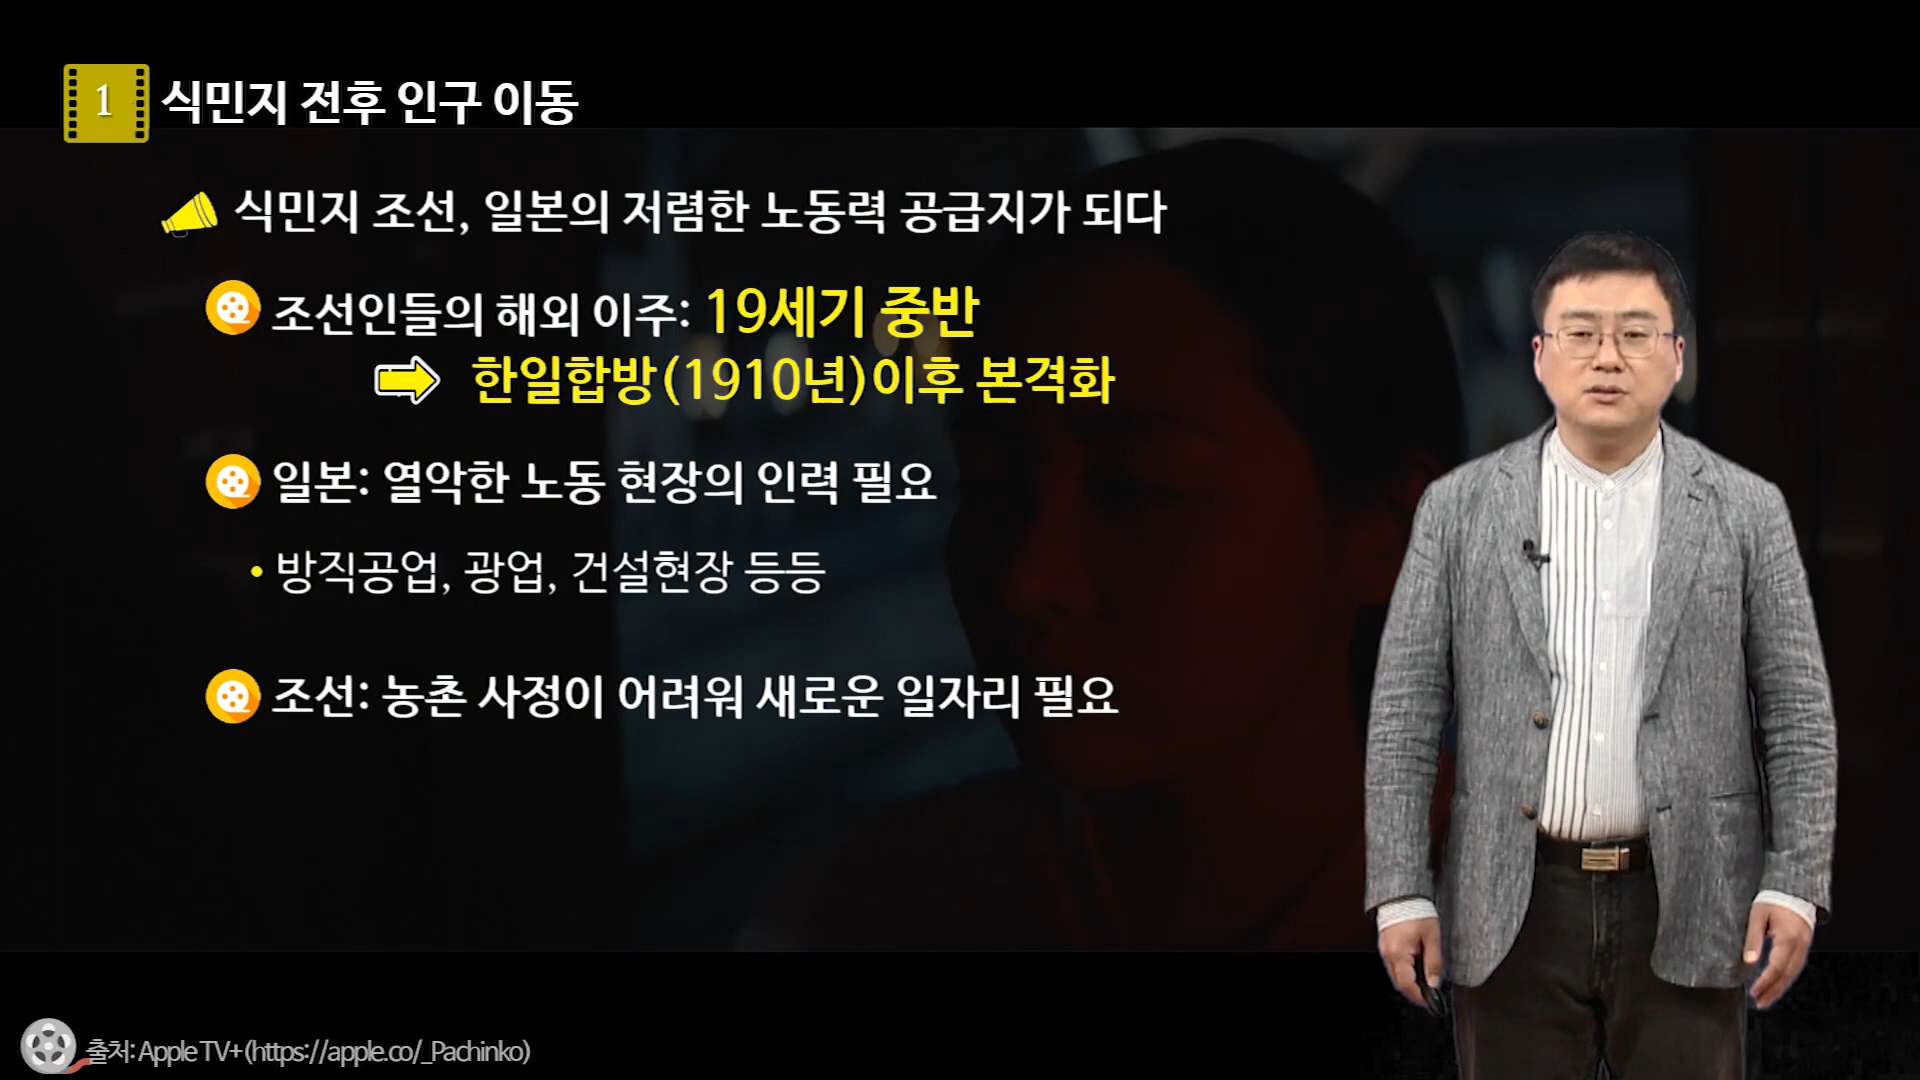 1 식민지 전후 인구 이동
식민지 조선, 일본의 저렴한 노동력 공급지가 되다
조선인들의 해외 이주: 19세기 중반
한일합방(1910년)이후 본격화
일본: 열악한 노동 현장의 인력 필요
• 방직공업, 광업, 건설현장 등등
조선: 농촌 사정이 어려워 새로운 일자리 필요
출처: Apple TV+(https://apple.co/_Pachinko)